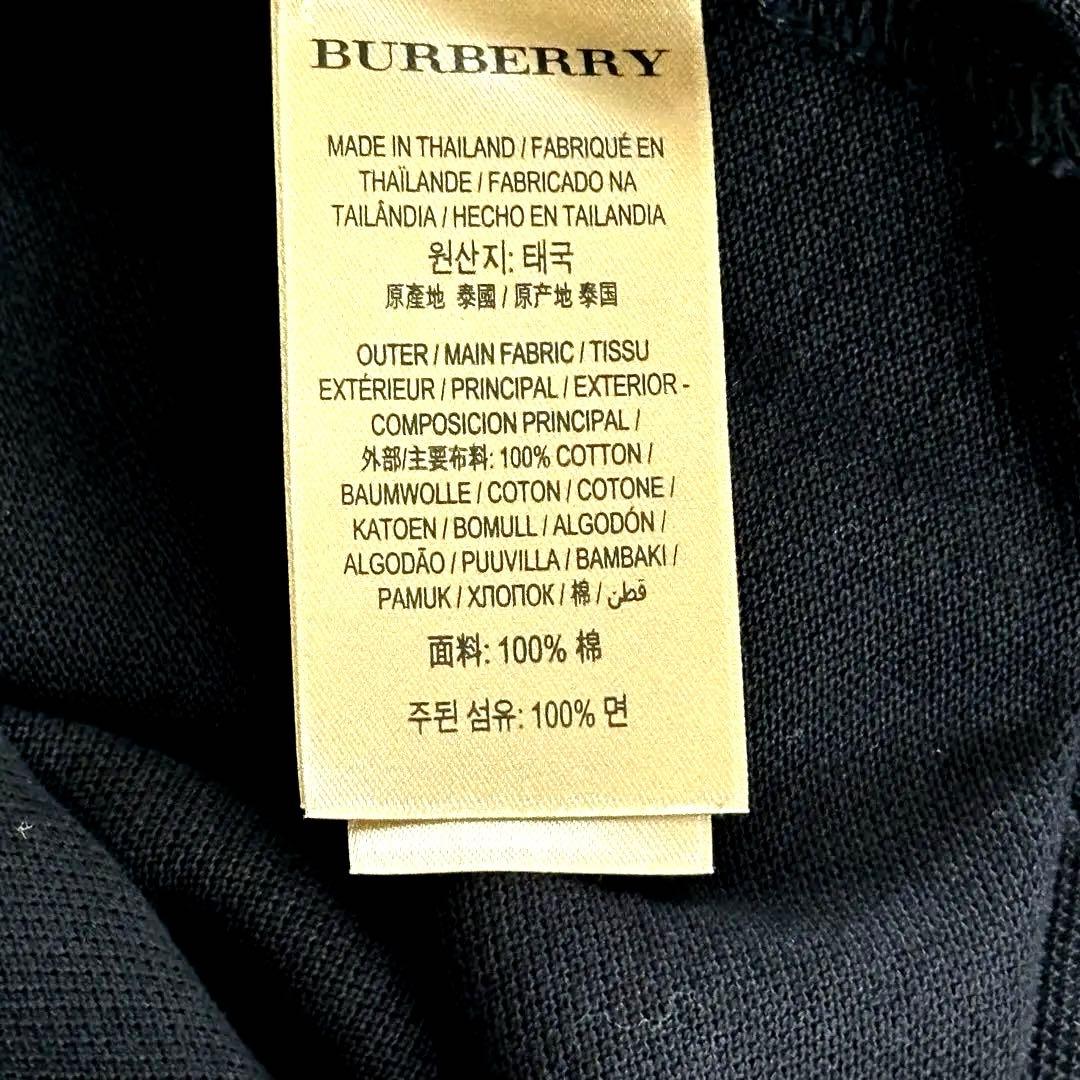 BURBERRY
MADE IN THAILAND / FABRIQUÉ EN
THAÏLANDE / FABRICADO NA
TAILÂNDIA / HECHO EN TAILANDIA
원산지: 태국
原產地 泰國 / 原产地 泰国
OUTER / MAIN FABRIC / TISSU
EXTÉRIEUR / PRINCIPAL / EXTERIOR -
COMPOSICION PRINCIPAL /
外部/主要布料: 100% COTTON /
BAUMWOLLE / COTON / COTONE /
KATOEN / BOMULL / ALGODÓN /
ALGODÃO / PUUVILLA / BAMBAKI /
PAMUK / ХЛОПОК / 棉 / قطن
面料: 100% 棉
주된 섬유: 100% 면